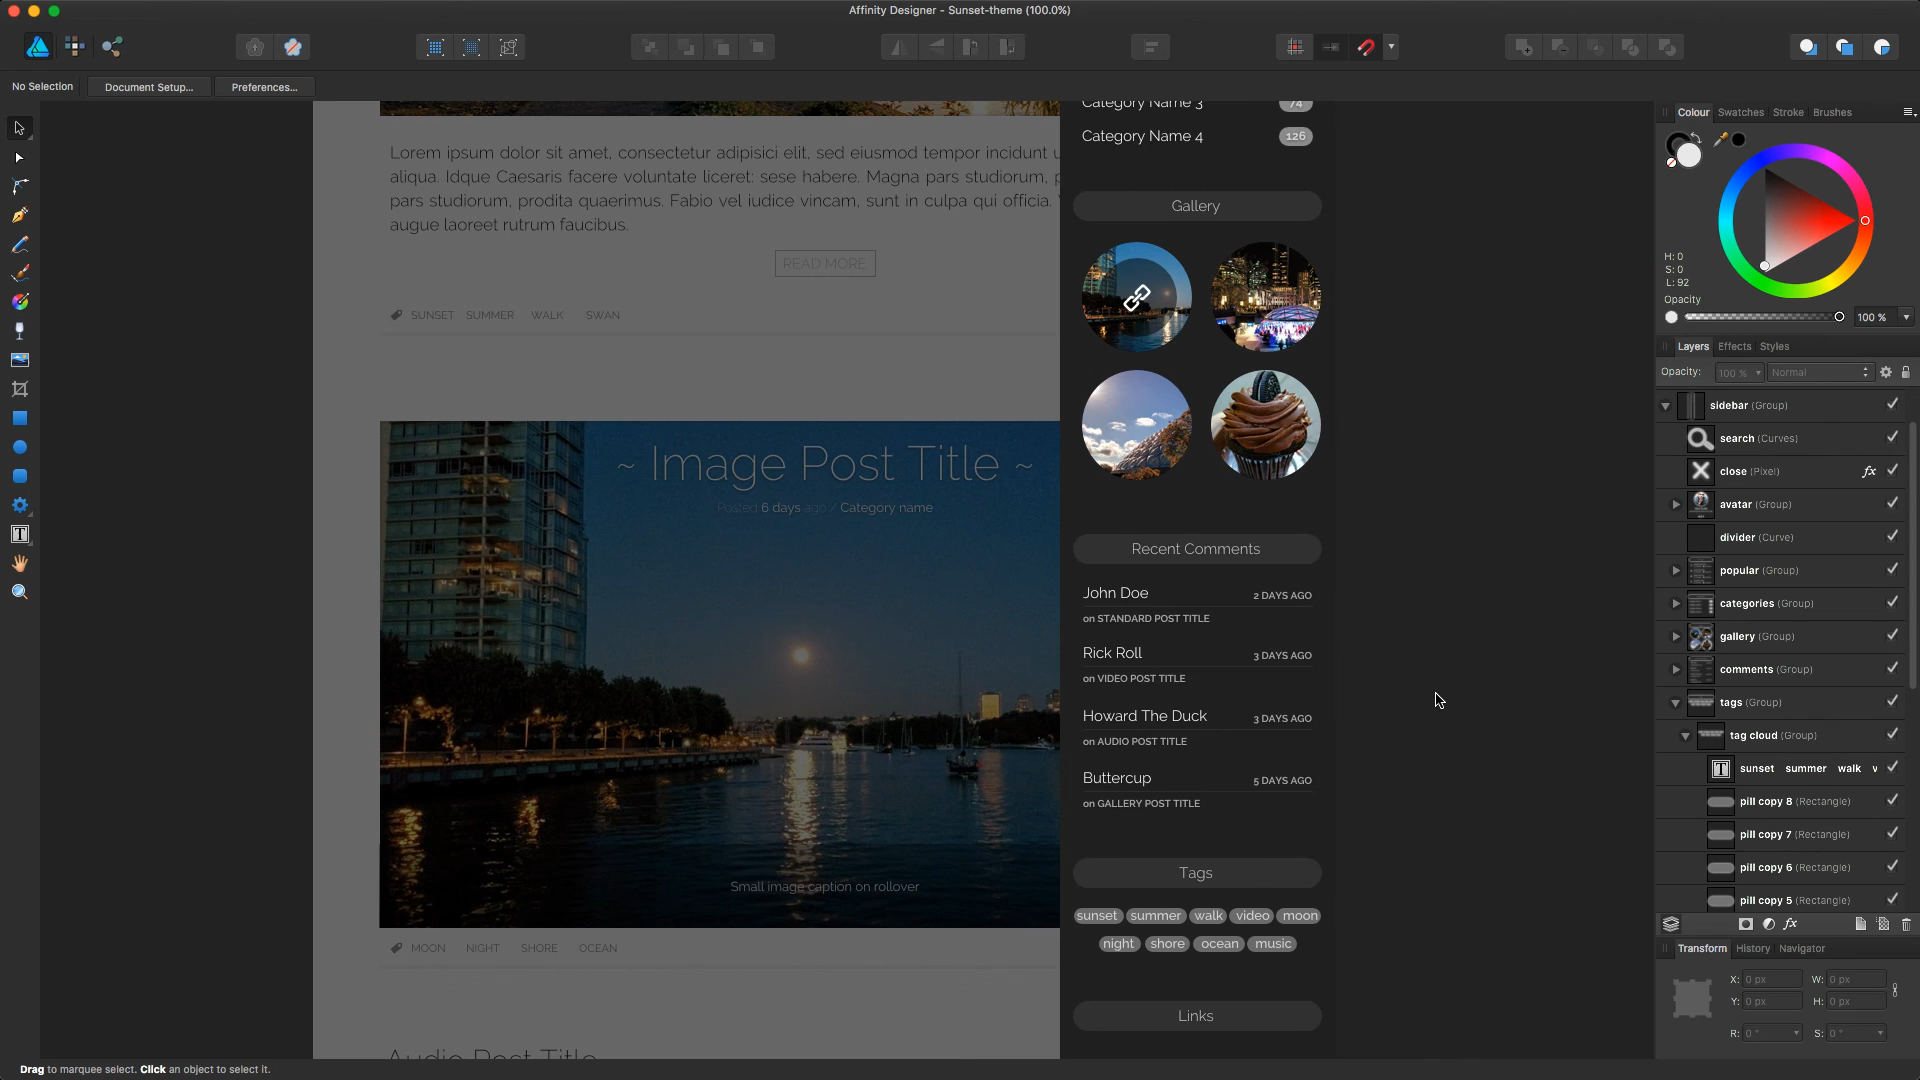 Affinity Designer - Sunset-theme (100.0%)
No Selection
Document Setup...
Preferences...
Lorem ipsum dolor sit amet, consectetur adipisici elit, sed eiusmod tempor incidunt u
aliqua. Idque Caesaris facere voluntate liceret: sese habere. Magna pars studiorum, p
pars studiorum, prodita quaerimus. Fabio vel iudice vincam, sunt in culpa qui officia.
augue laoreet rutrum faucibus.
READ MORE
SUNSET SUMMER WALK SWAN
~ Image Post Title ~
Posted 6 days ago / Category name
Small image caption on rollover
MOON NIGHT SHORE OCEAN
Audio Post Title
Category Name 3 74
Category Name 4 126
Gallery
Recent Comments
John Doe 2 DAYS AGO
on STANDARD POST TITLE
Rick Roll 3 DAYS AGO
on VIDEO POST TITLE
Howard The Duck 3 DAYS AGO
on AUDIO POST TITLE
Buttercup 5 DAYS AGO
on GALLERY POST TITLE
Tags
sunset summer walk video moon
night shore ocean music
Links
Colour Swatches Stroke Brushes
H: 0
S: 0
L: 92
Opacity
100 %
Layers Effects Styles
Opacity: 100 % Normal
sidebar (Group)
search (Curves)
close (Pixel) fx
avatar (Group)
divider (Curve)
popular (Group)
categories (Group)
gallery (Group)
comments (Group)
tags (Group)
tag cloud (Group)
T sunset summer walk v
pill copy 8 (Rectangle)
pill copy 7 (Rectangle)
pill copy 6 (Rectangle)
pill copy 5 (Rectangle)
fx
Transform History Navigator
X: 0 px W: 0 px
Y: 0 px H: 0 px
R: 0 ° S: 0 °
Drag to marquee select. Click an object to select it.